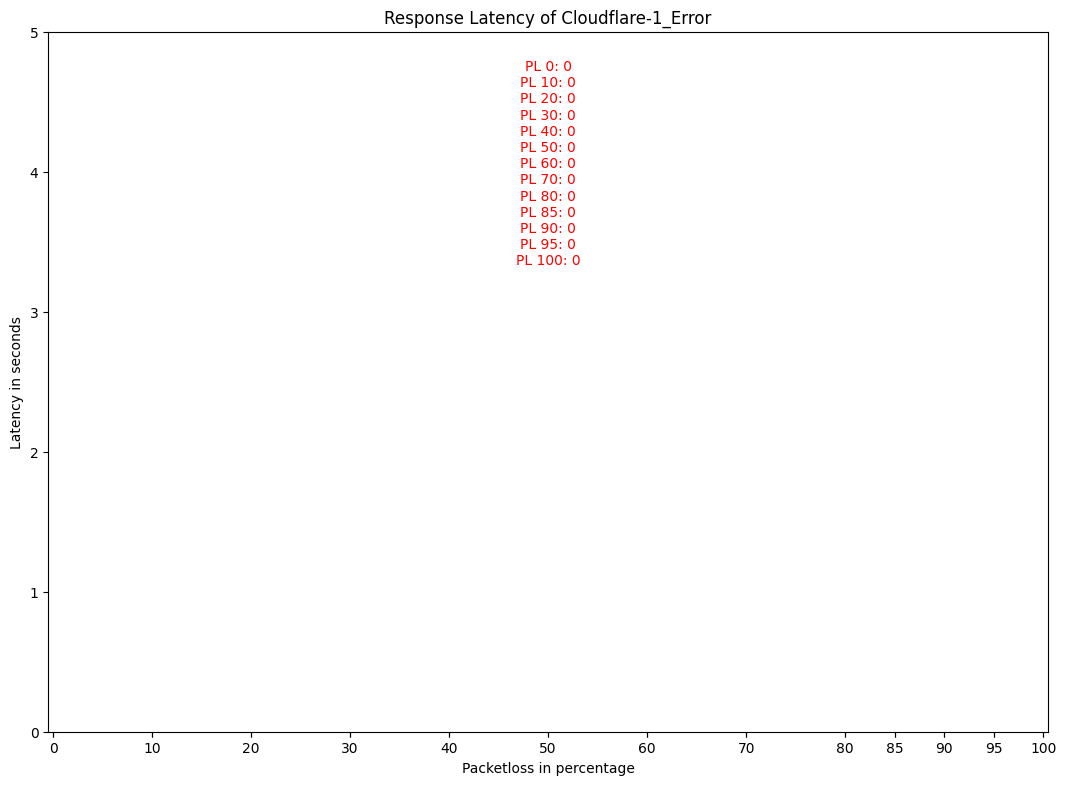 Response Latency of Cloudflare-1_Error
5
PL 0: 0
PL 10: 0
PL 20: 0
PL 30: 0
PL 40: 0
PL 50: 0
PL 60: 0
PL 70: 0
PL 80: 0
PL 85: 0
PL 90: 0
PL 95: 0
PL 100: 0
4
3
2
1
0
Latency in seconds
0 10 20 30 40 50 60 70 80 85 90 95 100
Packetloss in percentage